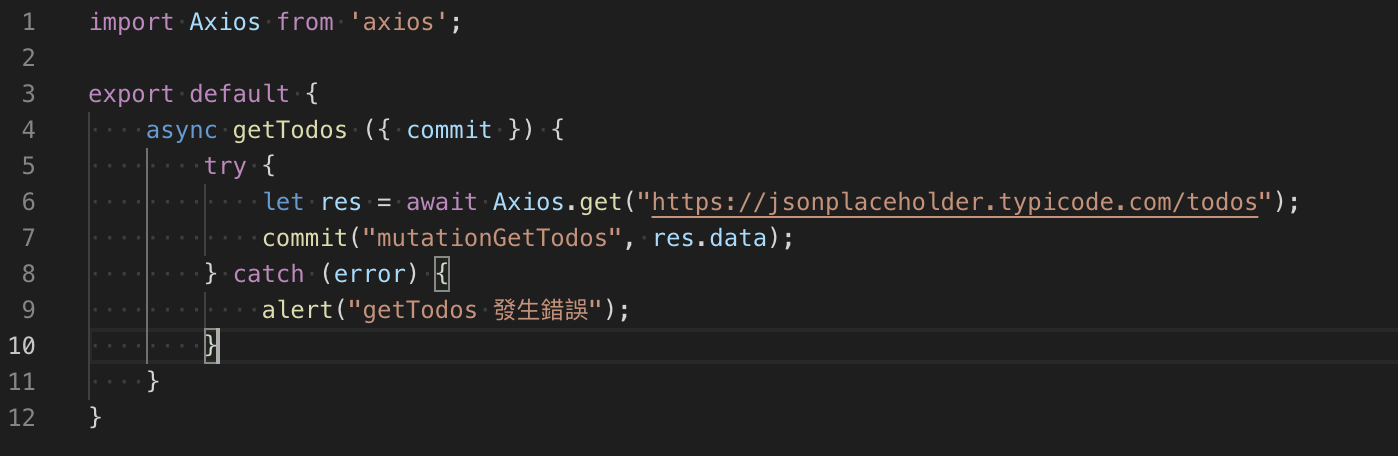 1 import Axios from 'axios';
2
3 export default {
4     async getTodos ({ commit }) {
5         try {
6             let res = await Axios.get("https://jsonplaceholder.typicode.com/todos");
7             commit("mutationGetTodos", res.data);
8         } catch (error) {
9             alert("getTodos 發生錯誤");
10         }
11     }
12 }